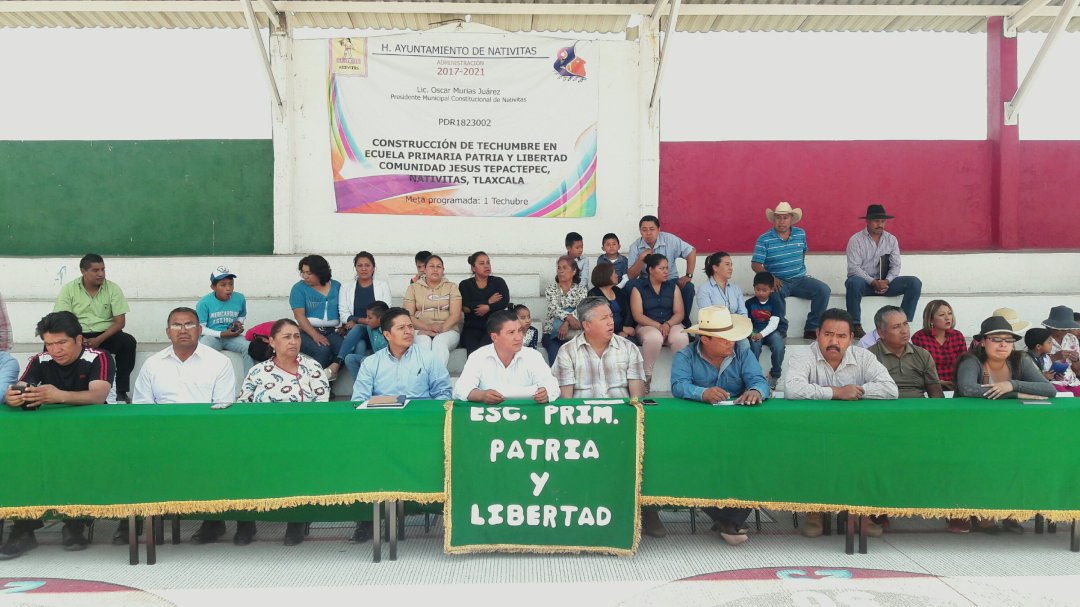 H. AYUNTAMIENTO DE NATIVITAS
ADMINISTRACIÓN
2017-2021
Lic. Oscar Murias Juárez
Presidente Municipal Constitucional de Nativitas
PDR1823002
CONSTRUCCIÓN DE TECHUMBRE EN
ECUELA PRIMARIA PATRIA Y LIBERTAD
COMUNIDAD JESUS TEPACTEPEC,
NATIVITAS, TLAXCALA
Meta programada: 1 Techubre
ESC. PRIM.
PATRIA
Y
LIBERTAD